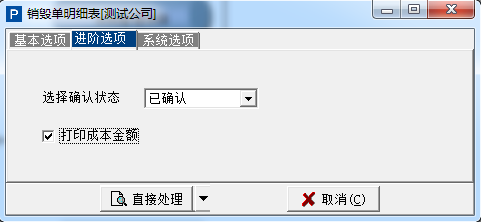 销毁单明细表[测试公司]
基本选项 进阶选项 系统选项
选择确认状态 已确认
打印成本金额
直接处理 取消(C)